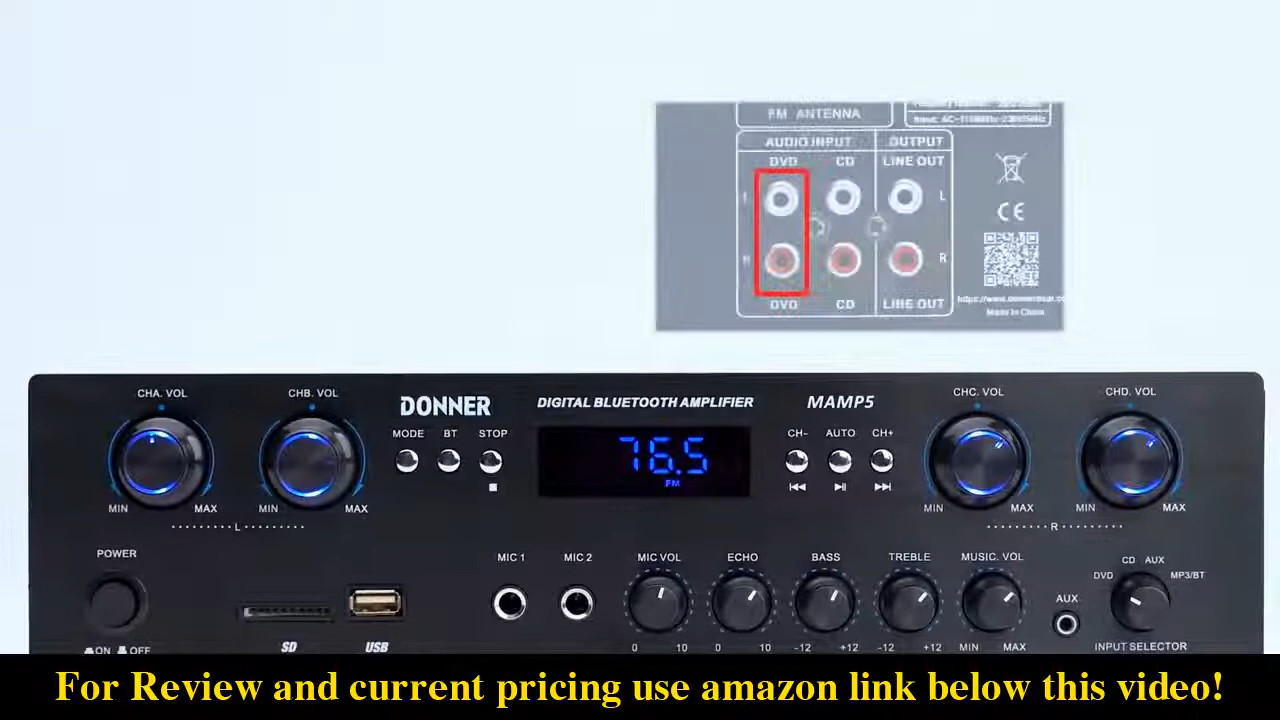 FM ANTENNA
AUDIO INPUT
OUTPUT
DVD
CD
LINE OUT
L
R
DVD
CD
LINE OUT
CE
Made in China
CHA. VOL
CHB. VOL
DONNER
DIGITAL BLUETOOTH AMPLIFIER
MAMP5
CHC. VOL
CHD. VOL
MODE
BT
STOP
76.5
FM
CH-
AUTO
CH+
MIN
MAX
MIN
MAX
MIN
MAX
MIN
MAX
L
R
POWER
MIC 1
MIC 2
MIC VOL
ECHO
BASS
TREBLE
MUSIC. VOL
CD
AUX
DVD
MP3/BT
AUX
ON
OFF
SD
USB
0
10
0
10
-12
+12
-12
+12
MIN
MAX
INPUT SELECTOR
For Review and current pricing use amazon link below this video!